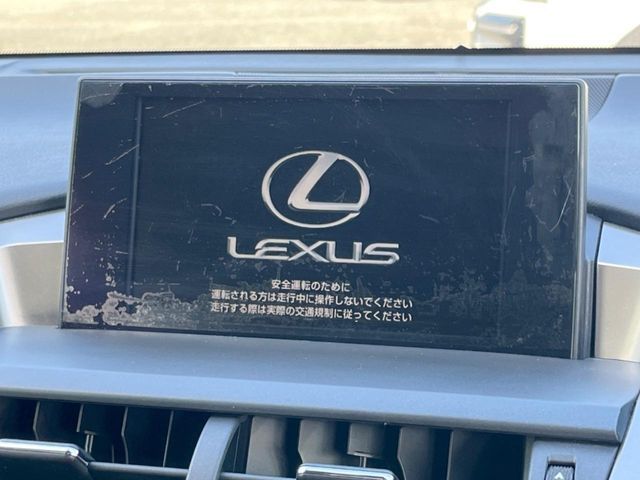 LEXUS
安全運転のために
運転される方は走行中に操作しないでください
走行する際は実際の交通規制に従ってください